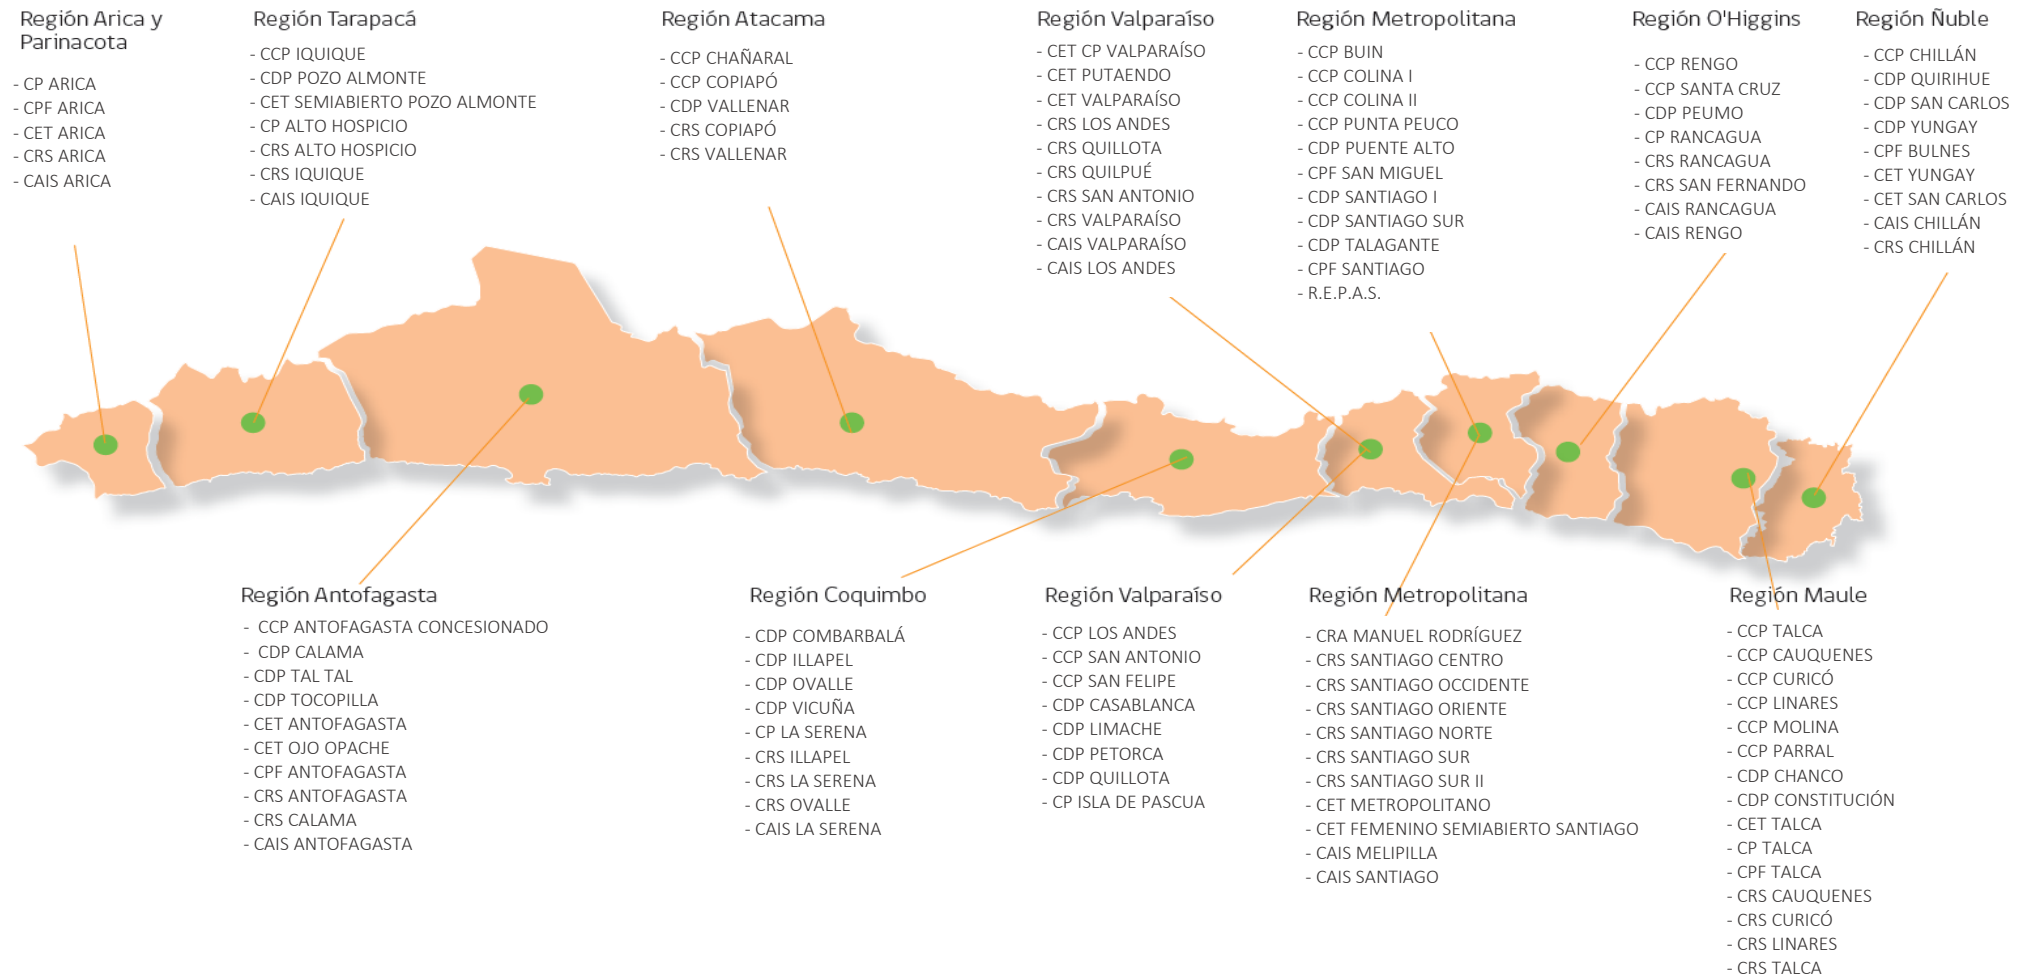 Región Arica y
Parinacota
- CP ARICA
- CPF ARICA
- CET ARICA
- CRS ARICA
- CAIS ARICA
Región Tarapacá
- CCP IQUIQUE
- CDP POZO ALMONTE
- CET SEMIABIERTO POZO ALMONTE
- CP ALTO HOSPICIO
- CRS ALTO HOSPICIO
- CRS IQUIQUE
- CAIS IQUIQUE
Región Atacama
- CCP CHAÑARAL
- CCP COPIAPÓ
- CDP VALLENAR
- CRS COPIAPÓ
- CRS VALLENAR
Región Valparaíso
- CET CP VALPARAÍSO
- CET PUTAENDO
- CET VALPARAÍSO
- CRS LOS ANDES
- CRS QUILLOTA
- CRS QUILPUÉ
- CRS SAN ANTONIO
- CRS VALPARAÍSO
- CAIS VALPARAÍSO
- CAIS LOS ANDES
Región Metropolitana
- CCP BUIN
- CCP COLINA I
- CCP COLINA II
- CCP PUNTA PEUCO
- CDP PUENTE ALTO
- CPF SAN MIGUEL
- CDP SANTIAGO I
- CDP SANTIAGO SUR
- CDP TALAGANTE
- CPF SANTIAGO
- R.E.P.A.S.
Región O'Higgins
- CCP RENGO
- CCP SANTA CRUZ
- CDP PEUMO
- CP RANCAGUA
- CRS RANCAGUA
- CRS SAN FERNANDO
- CAIS RANCAGUA
- CAIS RENGO
Región Ñuble
- CCP CHILLÁN
- CDP QUIRIHUE
- CDP SAN CARLOS
- CDP YUNGAY
- CPF BULNES
- CET YUNGAY
- CET SAN CARLOS
- CAIS CHILLÁN
- CRS CHILLÁN
Región Antofagasta
- CCP ANTOFAGASTA CONCESIONADO
- CDP CALAMA
- CDP TAL TAL
- CDP TOCOPILLA
- CET ANTOFAGASTA
- CET OJO OPACHE
- CPF ANTOFAGASTA
- CRS ANTOFAGASTA
- CRS CALAMA
- CAIS ANTOFAGASTA
Región Coquimbo
- CDP COMBARBALÁ
- CDP ILLAPEL
- CDP OVALLE
- CDP VICUÑA
- CP LA SERENA
- CRS ILLAPEL
- CRS LA SERENA
- CRS OVALLE
- CAIS LA SERENA
Región Valparaíso
- CCP LOS ANDES
- CCP SAN ANTONIO
- CCP SAN FELIPE
- CDP CASABLANCA
- CDP LIMACHE
- CDP PETORCA
- CDP QUILLOTA
- CP ISLA DE PASCUA
Región Metropolitana
- CRA MANUEL RODRÍGUEZ
- CRS SANTIAGO CENTRO
- CRS SANTIAGO OCCIDENTE
- CRS SANTIAGO ORIENTE
- CRS SANTIAGO NORTE
- CRS SANTIAGO SUR
- CRS SANTIAGO SUR II
- CET METROPOLITANO
- CET FEMENINO SEMIABIERTO SANTIAGO
- CAIS MELIPILLA
- CAIS SANTIAGO
Región Maule
- CCP TALCA
- CCP CAUQUENES
- CCP CURICÓ
- CCP LINARES
- CCP MOLINA
- CCP PARRAL
- CDP CHANCO
- CDP CONSTITUCIÓN
- CET TALCA
- CP TALCA
- CPF TALCA
- CRS CAUQUENES
- CRS CURICÓ
- CRS LINARES
- CRS TALCA